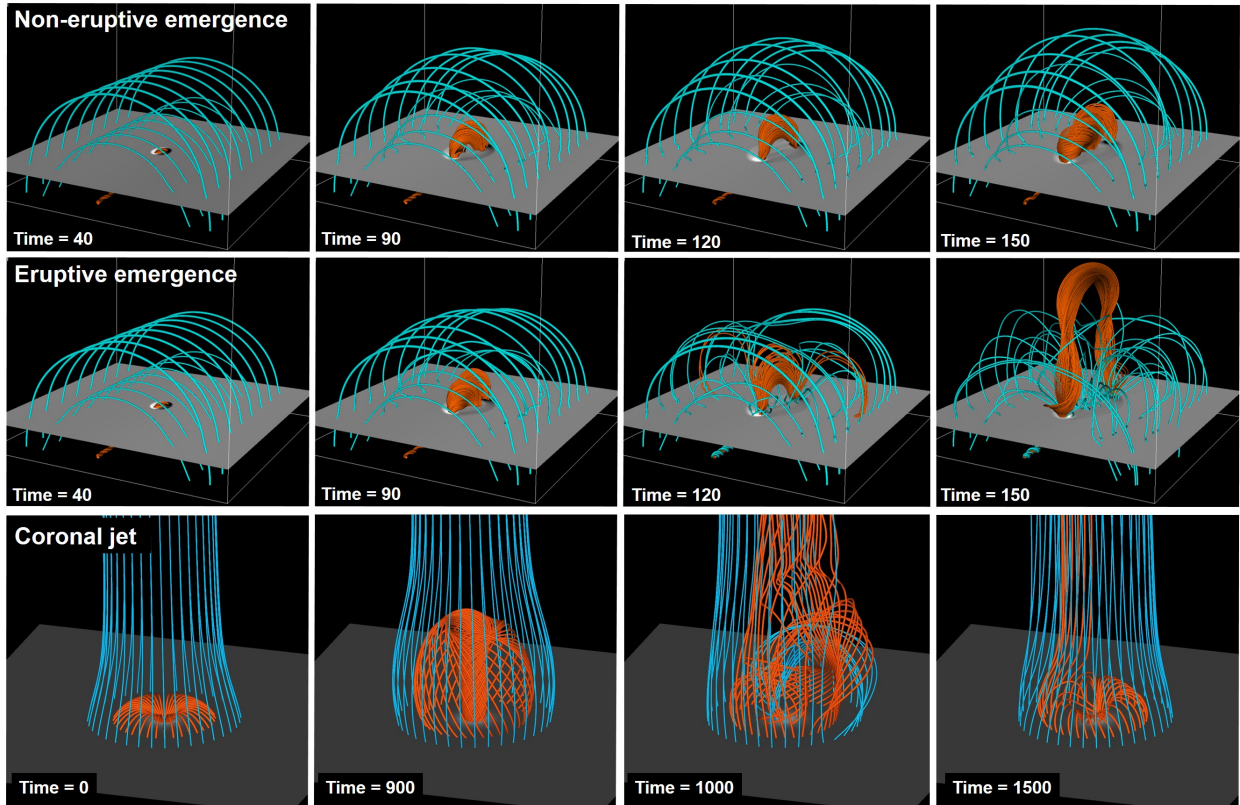 Non-eruptive emergence
Time = 40
Time = 90
Time = 120
Time = 150
Eruptive emergence
Time = 40
Time = 90
Time = 120
Time = 150
Coronal jet
Time = 0
Time = 900
Time = 1000
Time = 1500